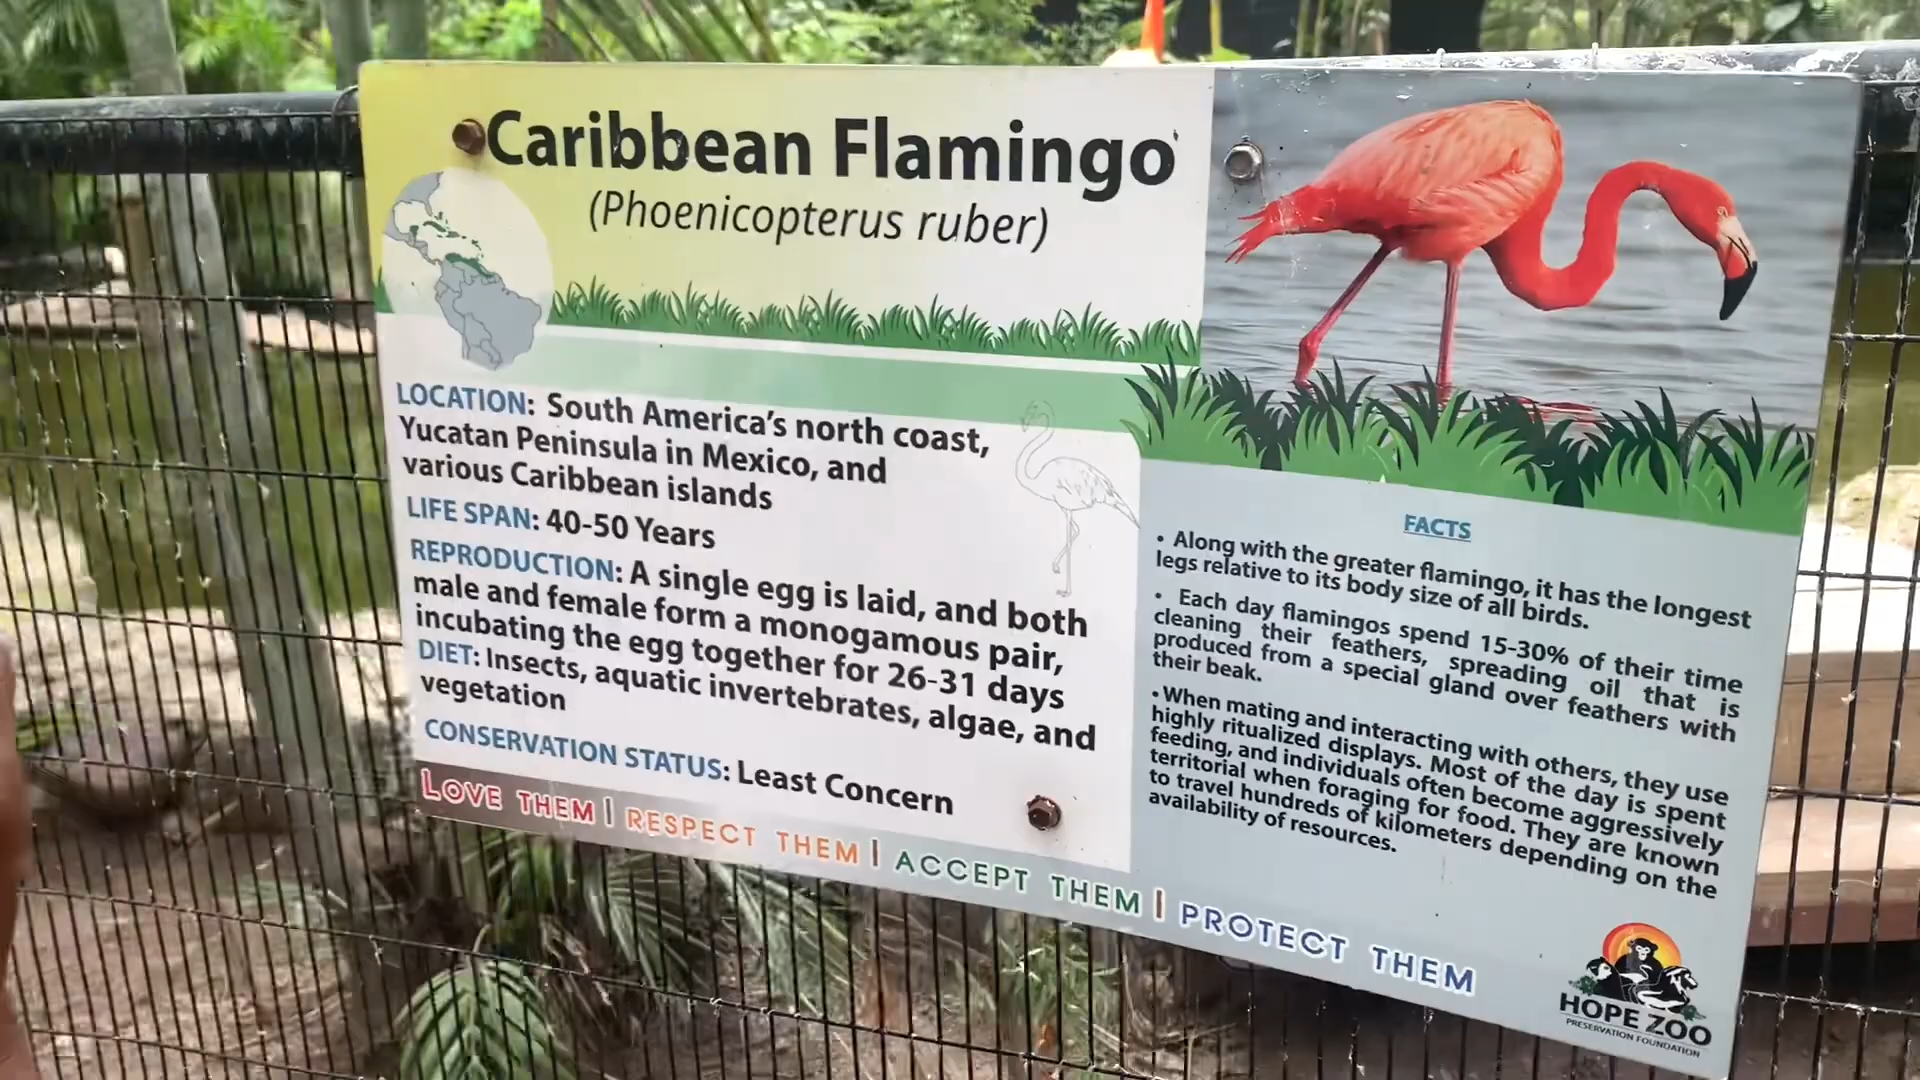 Caribbean Flamingo
(Phoenicopterus ruber)
LOCATION: South America's north coast,
Yucatan Peninsula in Mexico, and
various Caribbean islands
LIFE SPAN: 40-50 Years
REPRODUCTION: A single egg is laid, and both
male and female form a monogamous pair,
incubating the egg together for 26-31 days
DIET: Insects, aquatic invertebrates, algae, and
vegetation
CONSERVATION STATUS: Least Concern
FACTS
• Along with the greater flamingo, it has the longest
legs relative to its body size of all birds.
• Each day flamingos spend 15-30% of their time
cleaning their feathers, spreading oil that is
produced from a special gland over feathers with
their beak.
• When mating and interacting with others, they use
highly ritualized displays. Most of the day is spent
feeding, and individuals often become aggressively
territorial when foraging for food. They are known
to travel hundreds of kilometers depending on the
availability of resources.
LOVE THEM | RESPECT THEM | ACCEPT THEM | PROTECT THEM
HOPE ZOO
PRESERVATION FOUNDATION